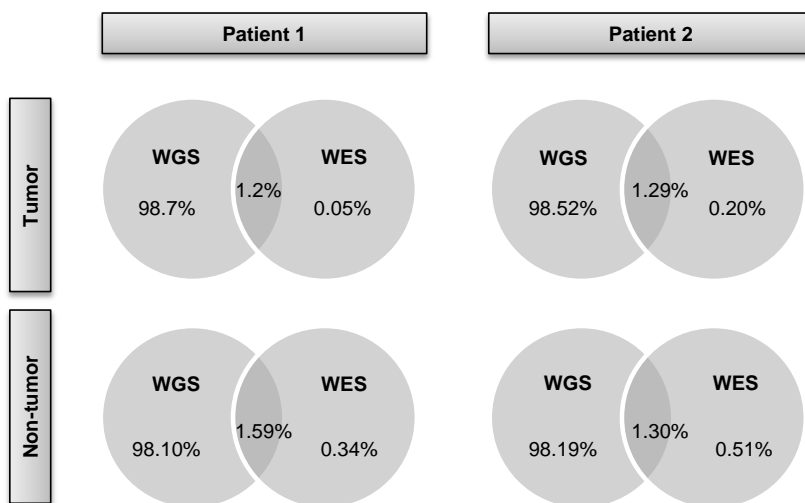 Patient 1
Patient 2
Tumor
WGS
WES
98.7%
1.2%
0.05%
WGS
WES
98.52%
1.29%
0.20%
Non-tumor
WGS
WES
98.10%
1.59%
0.34%
WGS
WES
98.19%
1.30%
0.51%